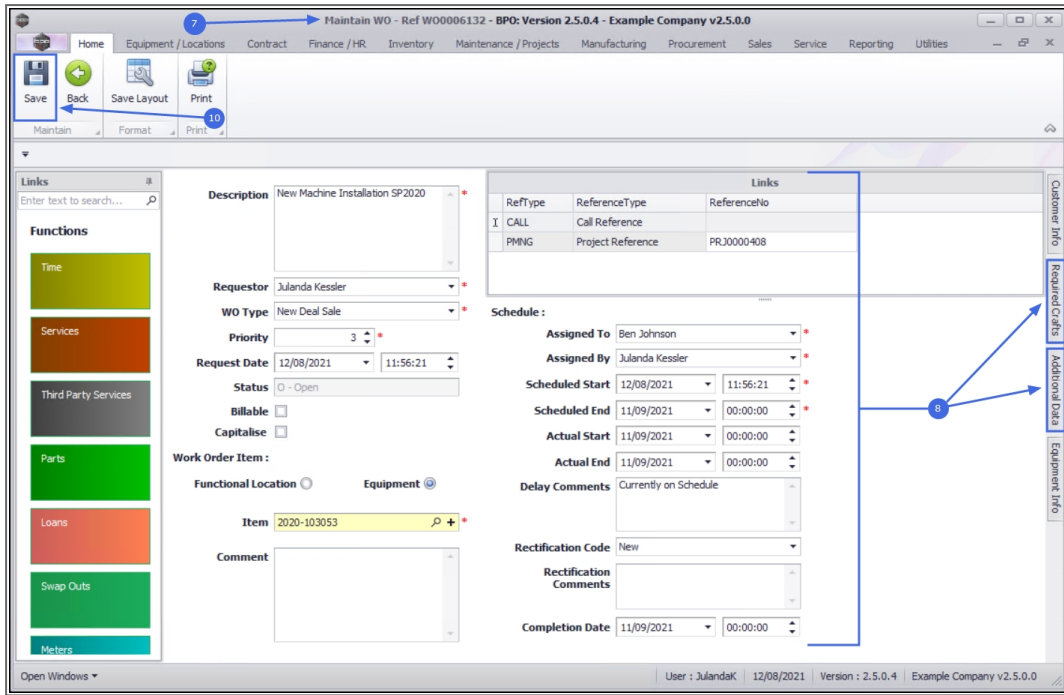 7
Maintain WO - Ref WO0006132 - BPO: Version 2.5.0.4 - Example Company v2.5.0.0
Home Equipment / Locations Contract Finance / HR Inventory Maintenance / Projects Manufacturing Procurement Sales Service Reporting Utilities
Save Back Save Layout Print
10
Maintain Format Print
Links
Enter text to search...
Functions
Time
Services
Third Party Services
Parts
Loans
Swap Outs
Meters
Description New Machine Installation SP2020 *
Requestor Julanda Kessler *
WO Type New Deal Sale *
Priority 3 *
Request Date 12/08/2021 11:56:21
Status O - Open
Billable
Capitalise
Work Order Item :
Functional Location Equipment
Item 2020-103053 *
Comment
Links
RefType ReferenceType ReferenceNo
I CALL Call Reference
PMNG Project Reference PRJ0000408
Schedule :
Assigned To Ben Johnson *
Assigned By Julanda Kessler *
Scheduled Start 12/08/2021 11:56:21 *
Scheduled End 11/09/2021 00:00:00 *
Actual Start 11/09/2021 00:00:00
Actual End 11/09/2021 00:00:00
Delay Comments Currently on Schedule
Rectification Code New
Rectification
Comments
Completion Date 11/09/2021 00:00:00
8
Customer Info
Required Crafts
Additional Data
Equipment Info
Open Windows User : JulandaK 12/08/2021 Version : 2.5.0.4 Example Company v2.5.0.0